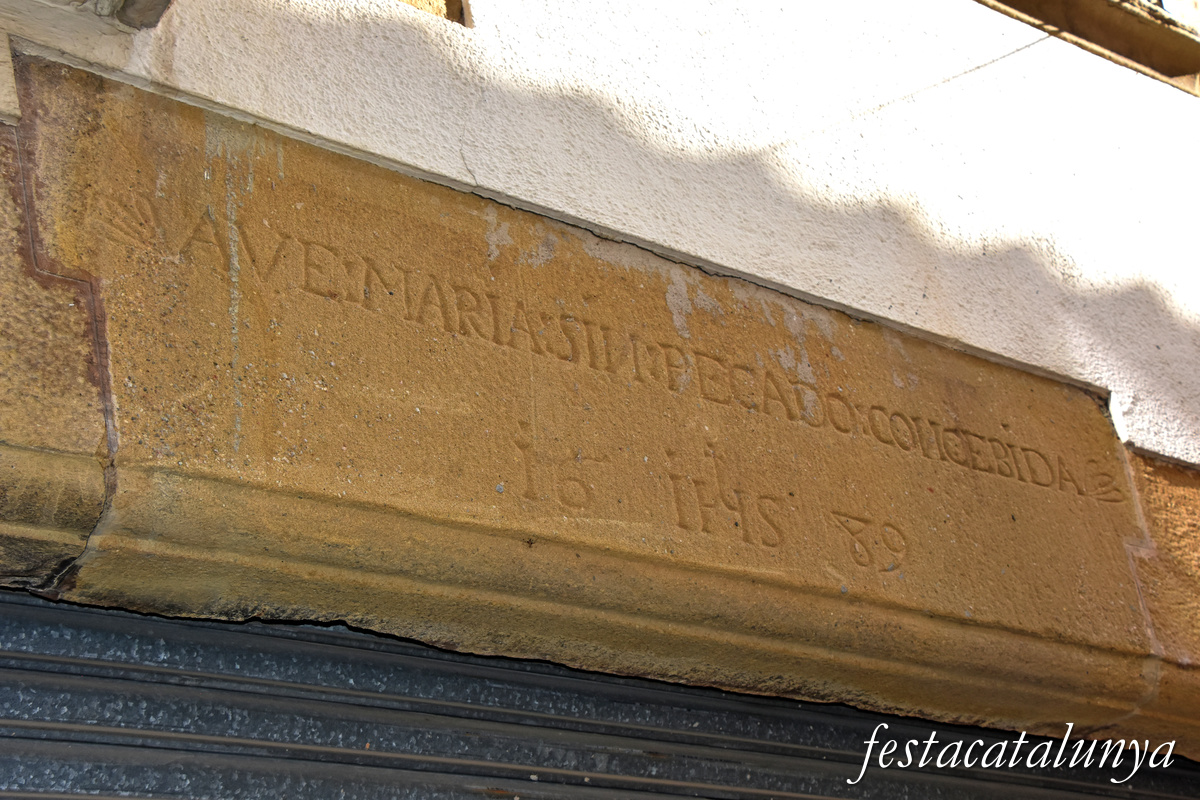 AVE:MARIA:SIN:PECADO:CONCEBIDA
16 IHS 89
festacatalunya